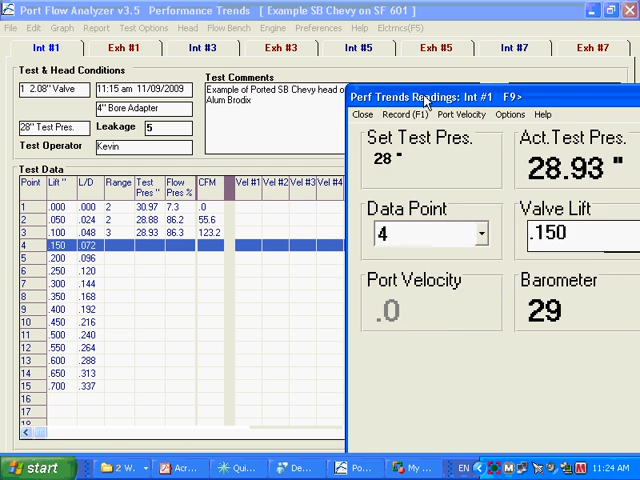 Port Flow Analyzer v3.5 Performance Trends [ Example SB Chevy on SF 601 ]
File Edit Graph Report Test Options Head Flow Bench Engine Preferences Help Elctrncs(F5)
Int #1 Exh #1 Int #3 Exh #3 Int #5 Exh #5 Int #7 Exh #7
Test & Head Conditions
1 2.08" Valve 11:15 am 11/09/2009
4" Bore Adapter
28" Test Pres. Leakage 5
Test Operator Kevin
Test Comments
Example of Ported SB Chevy head o
Alum Brodix
Test Data
Point Lift " L/D Range Test Pres " Flow Pres % CFM Vel #1 Vel #2 Vel #3 Vel #4
1 .000 .000 2 30.97 7.3 .0
2 .050 .024 2 28.88 86.2 55.6
3 .100 .048 3 28.93 86.3 123.2
4 .150 .072
5 .200 .096
6 .250 .120
7 .300 .144
8 .350 .168
9 .400 .192
10 .450 .216
11 .500 .240
12 .550 .264
13 .600 .288
14 .650 .313
15 .700 .337
16
17
18
Perf Trends Readings: Int #1 F9>
Close Record (F1) Port Velocity Options Help
Set Test Pres.
28 "
Act.Test Pres.
28.93 "
Data Point
4
Valve Lift
.150
Port Velocity
.0
Barometer
29
start 2 W. Acr... Qui... De... Po... My ... EN 11:24 AM